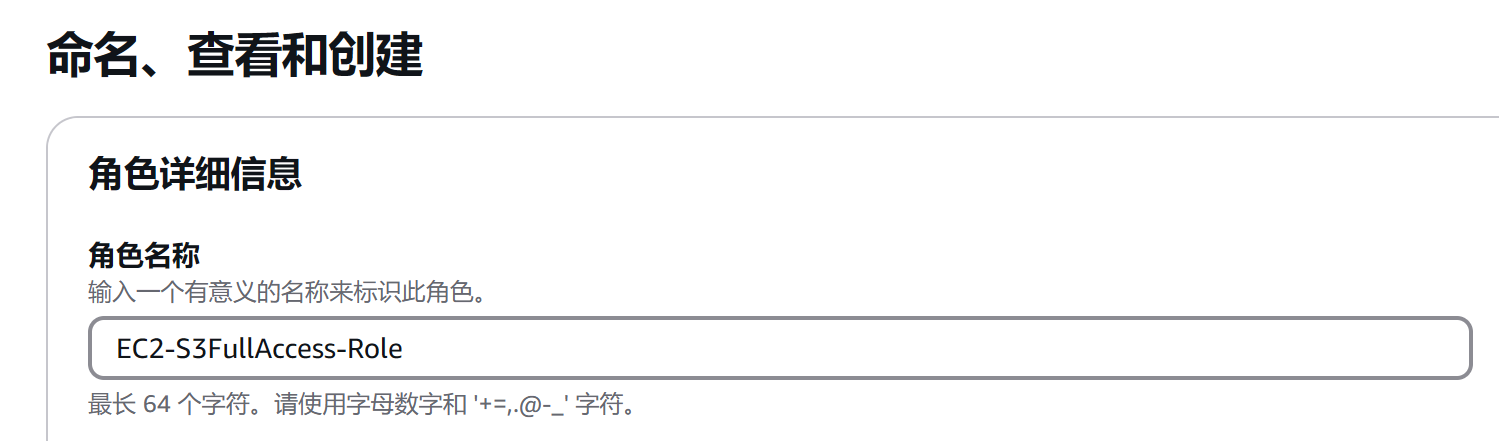 命名、查看和创建
角色详细信息
角色名称
输入一个有意义的名称来标识此角色。
EC2-S3FullAccess-Role
最长 64 个字符。请使用字母数字和 '+=,.@-_' 字符。